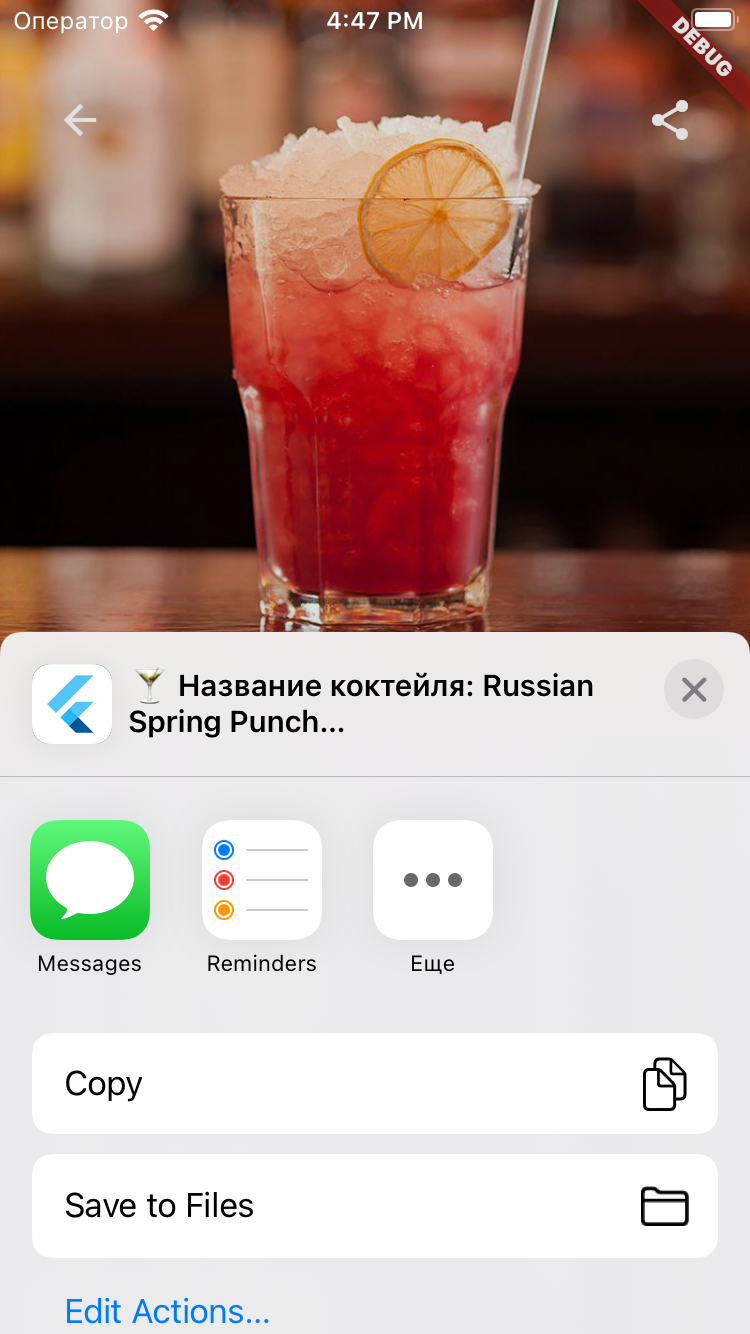 Оператор 4:47 PM
DEBUG
🍸 Название коктейля: Russian
Spring Punch...
Messages Reminders Еще
Copy
Save to Files
Edit Actions...